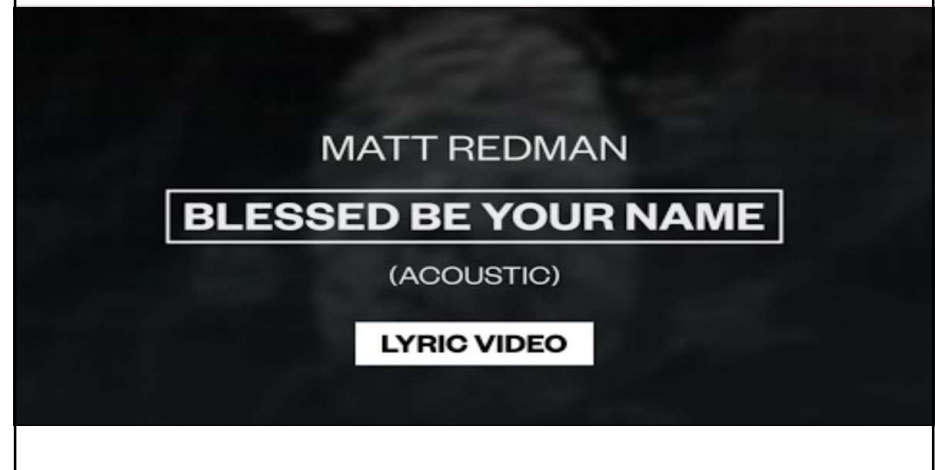 MATT REDMAN
BLESSED BE YOUR NAME
(ACOUSTIC)
LYRIC VIDEO